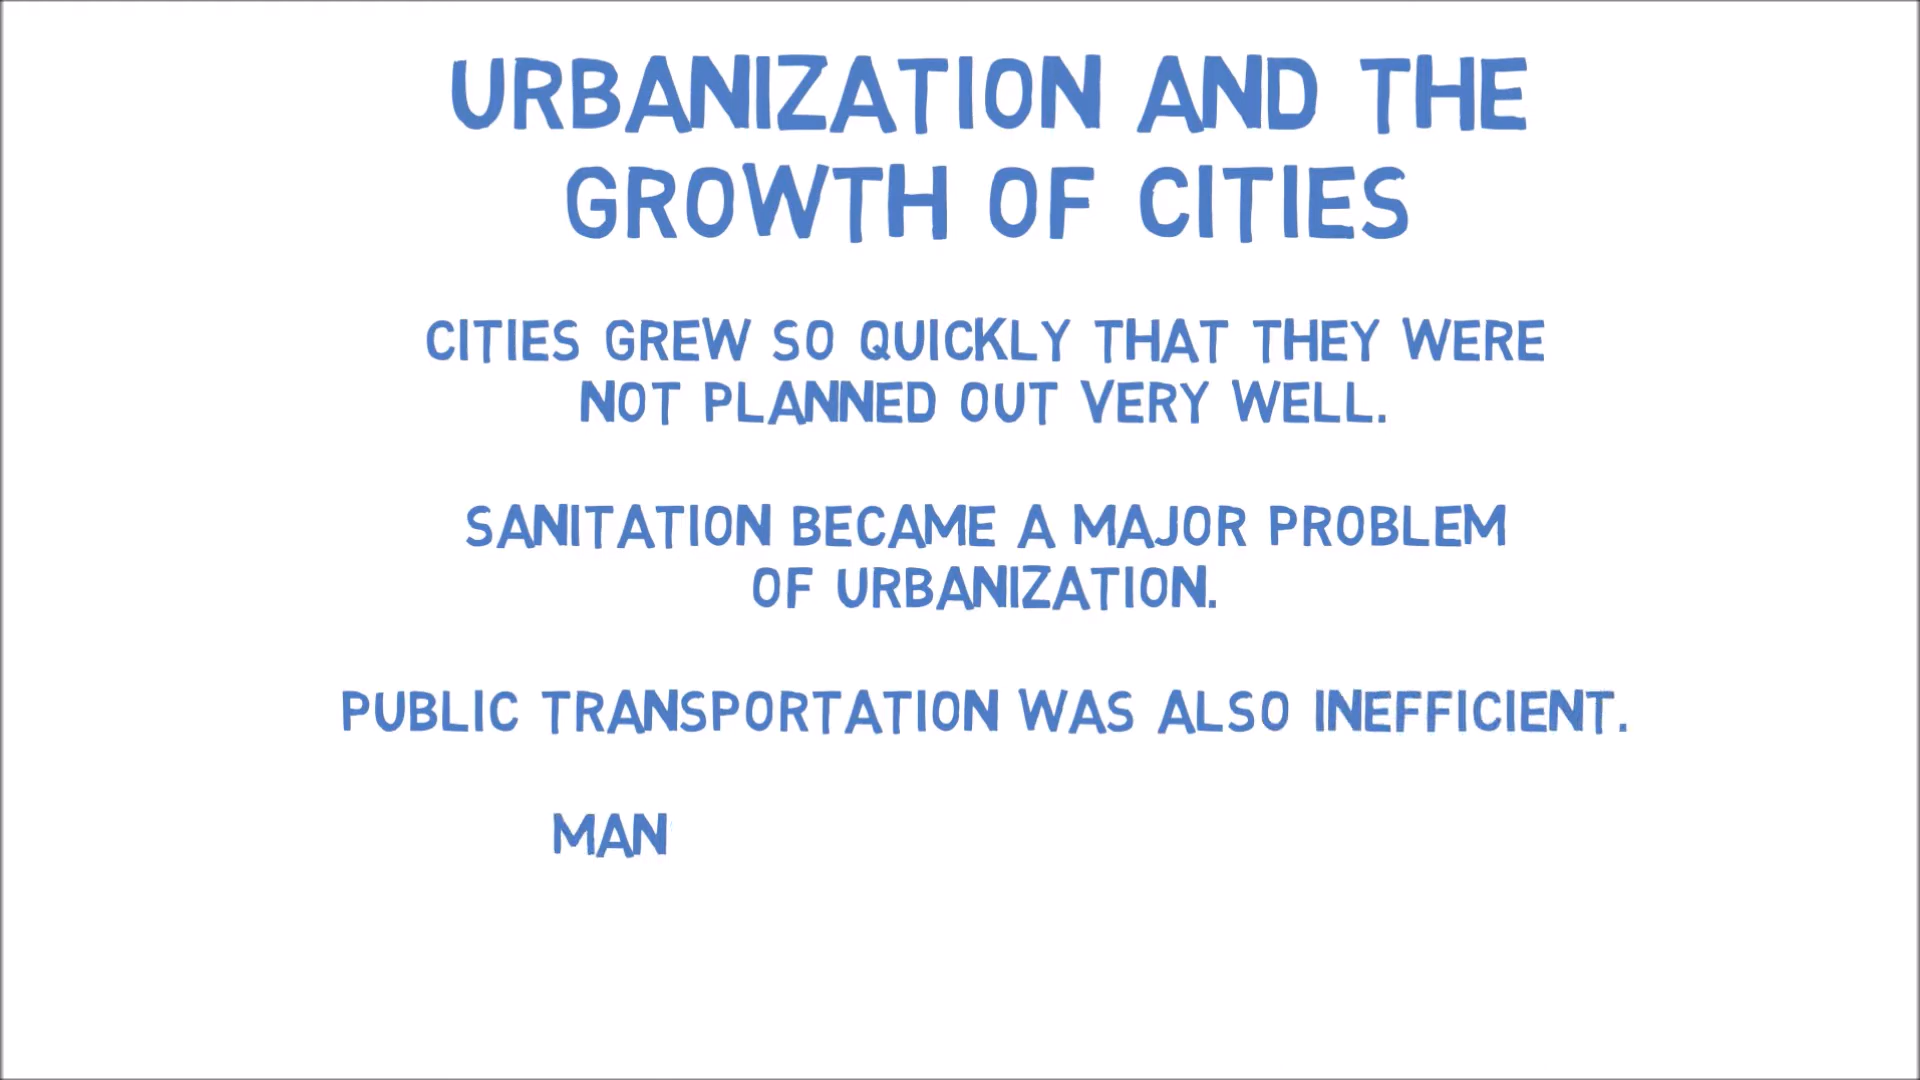 URBANIZATION AND THE
GROWTH OF CITIES
CITIES GREW SO QUICKLY THAT THEY WERE
NOT PLANNED OUT VERY WELL.
SANITATION BECAME A MAJOR PROBLEM
OF URBANIZATION.
PUBLIC TRANSPORTATION WAS ALSO INEFFICIENT.
MAN